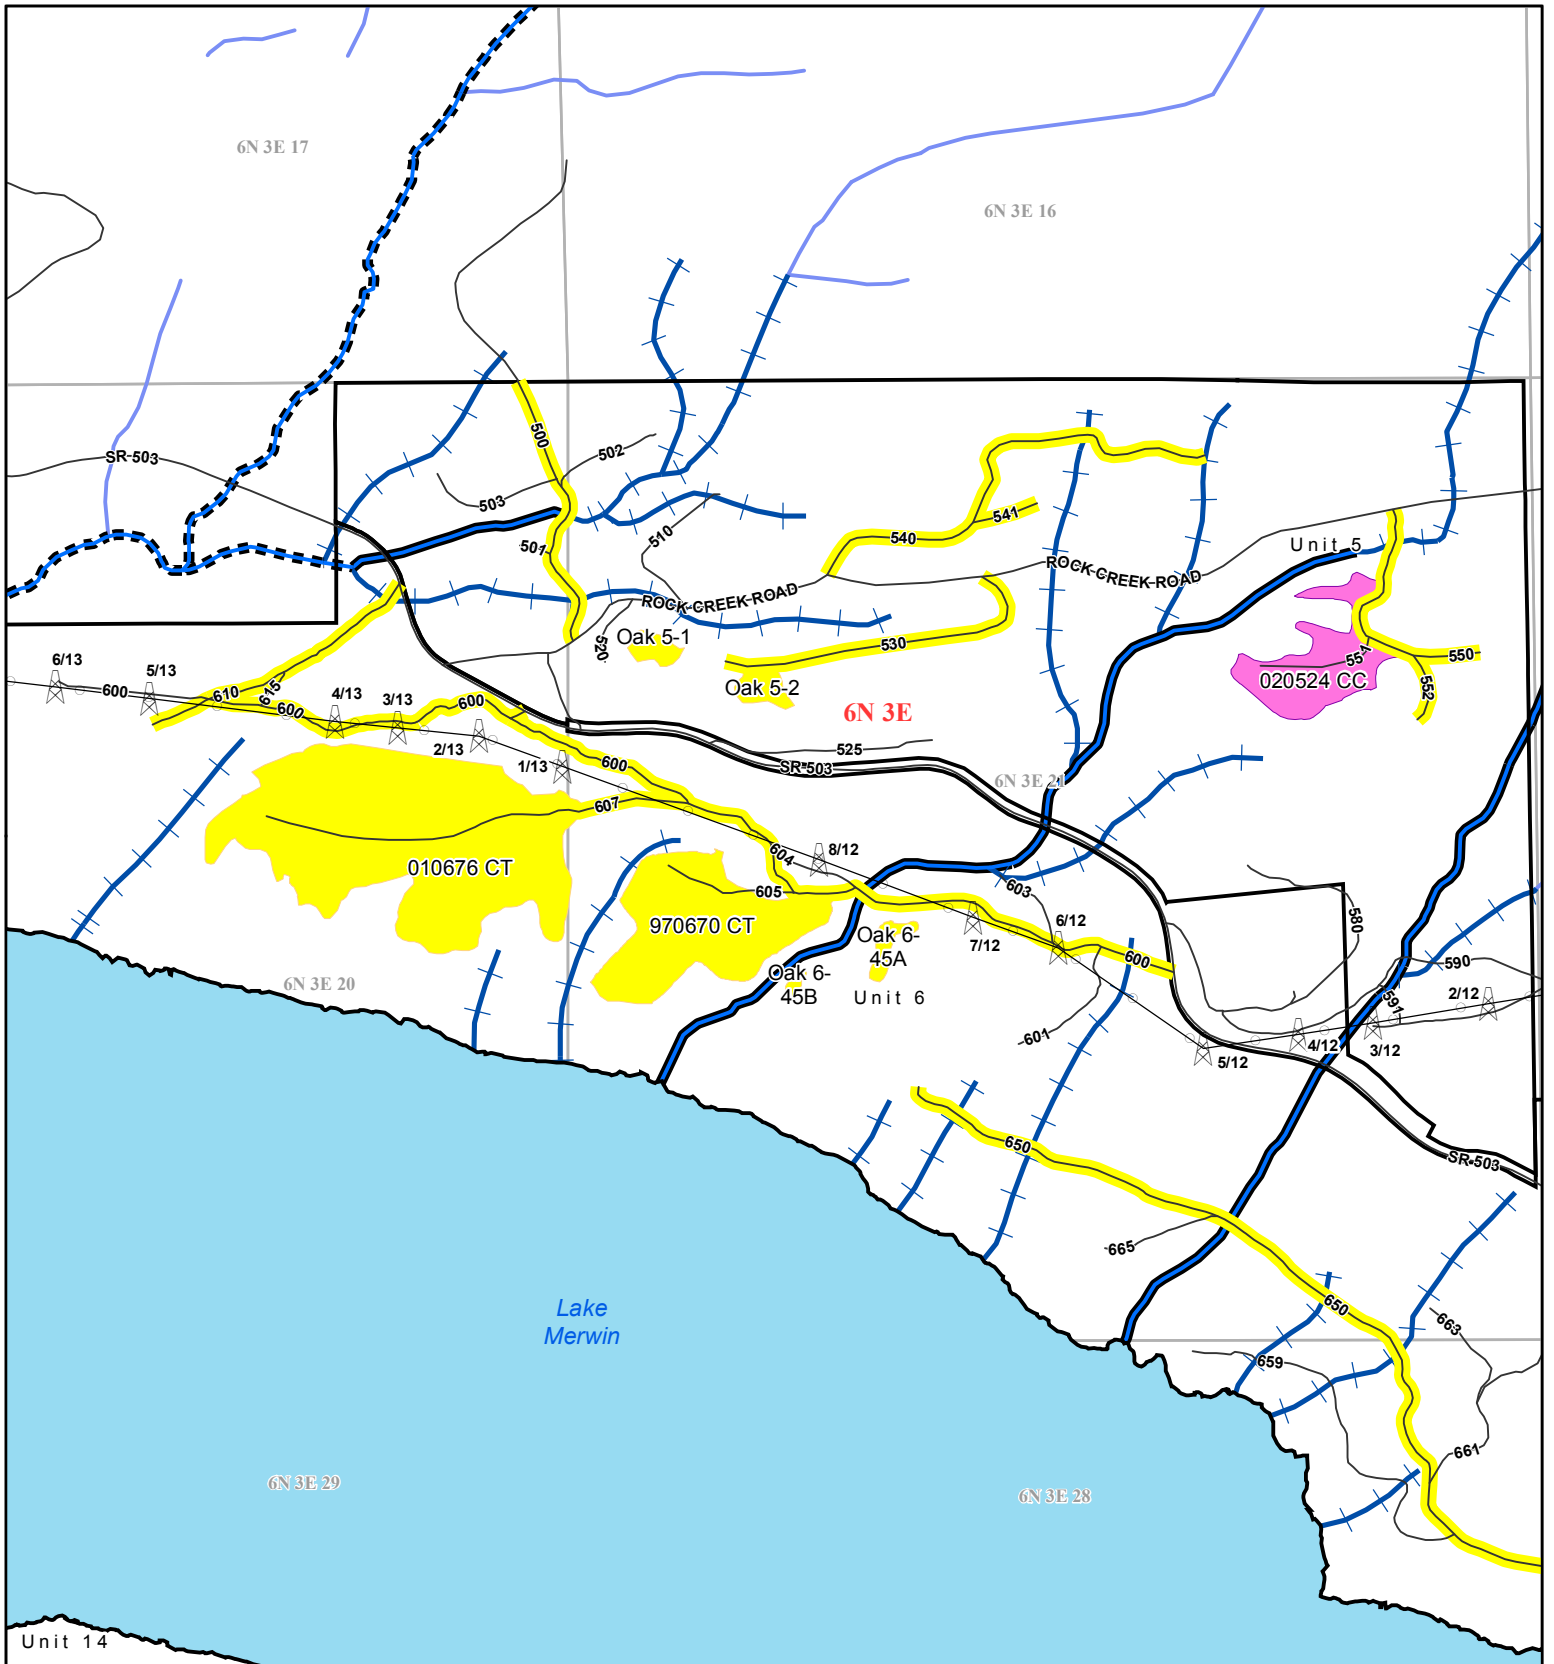 6N 3E 17
6N 3E 16
SR 503
500
502
503
501
510
541
540
Unit 5
ROCK CREEK ROAD
ROCK CREEK ROAD
520
Oak 5-1
530
550
554
552
020524 CC
Oak 5-2
6/13
5/13
600
610
615
600
4/13
3/13
600
2/13
1/13
6N 3E
525
SR 503
6N 3E 21
600
607
604
8/12
010676 CT
605
603
970670 CT
Oak 6-
45A
7/12
6/12
580
600
590
591
2/12
6N 3E 20
Oak 6-
45B
Unit 6
601
5/12
4/12
3/12
650
SR 503
665
Lake
Merwin
650
663
659
661
6N 3E 29
6N 3E 28
Unit 14